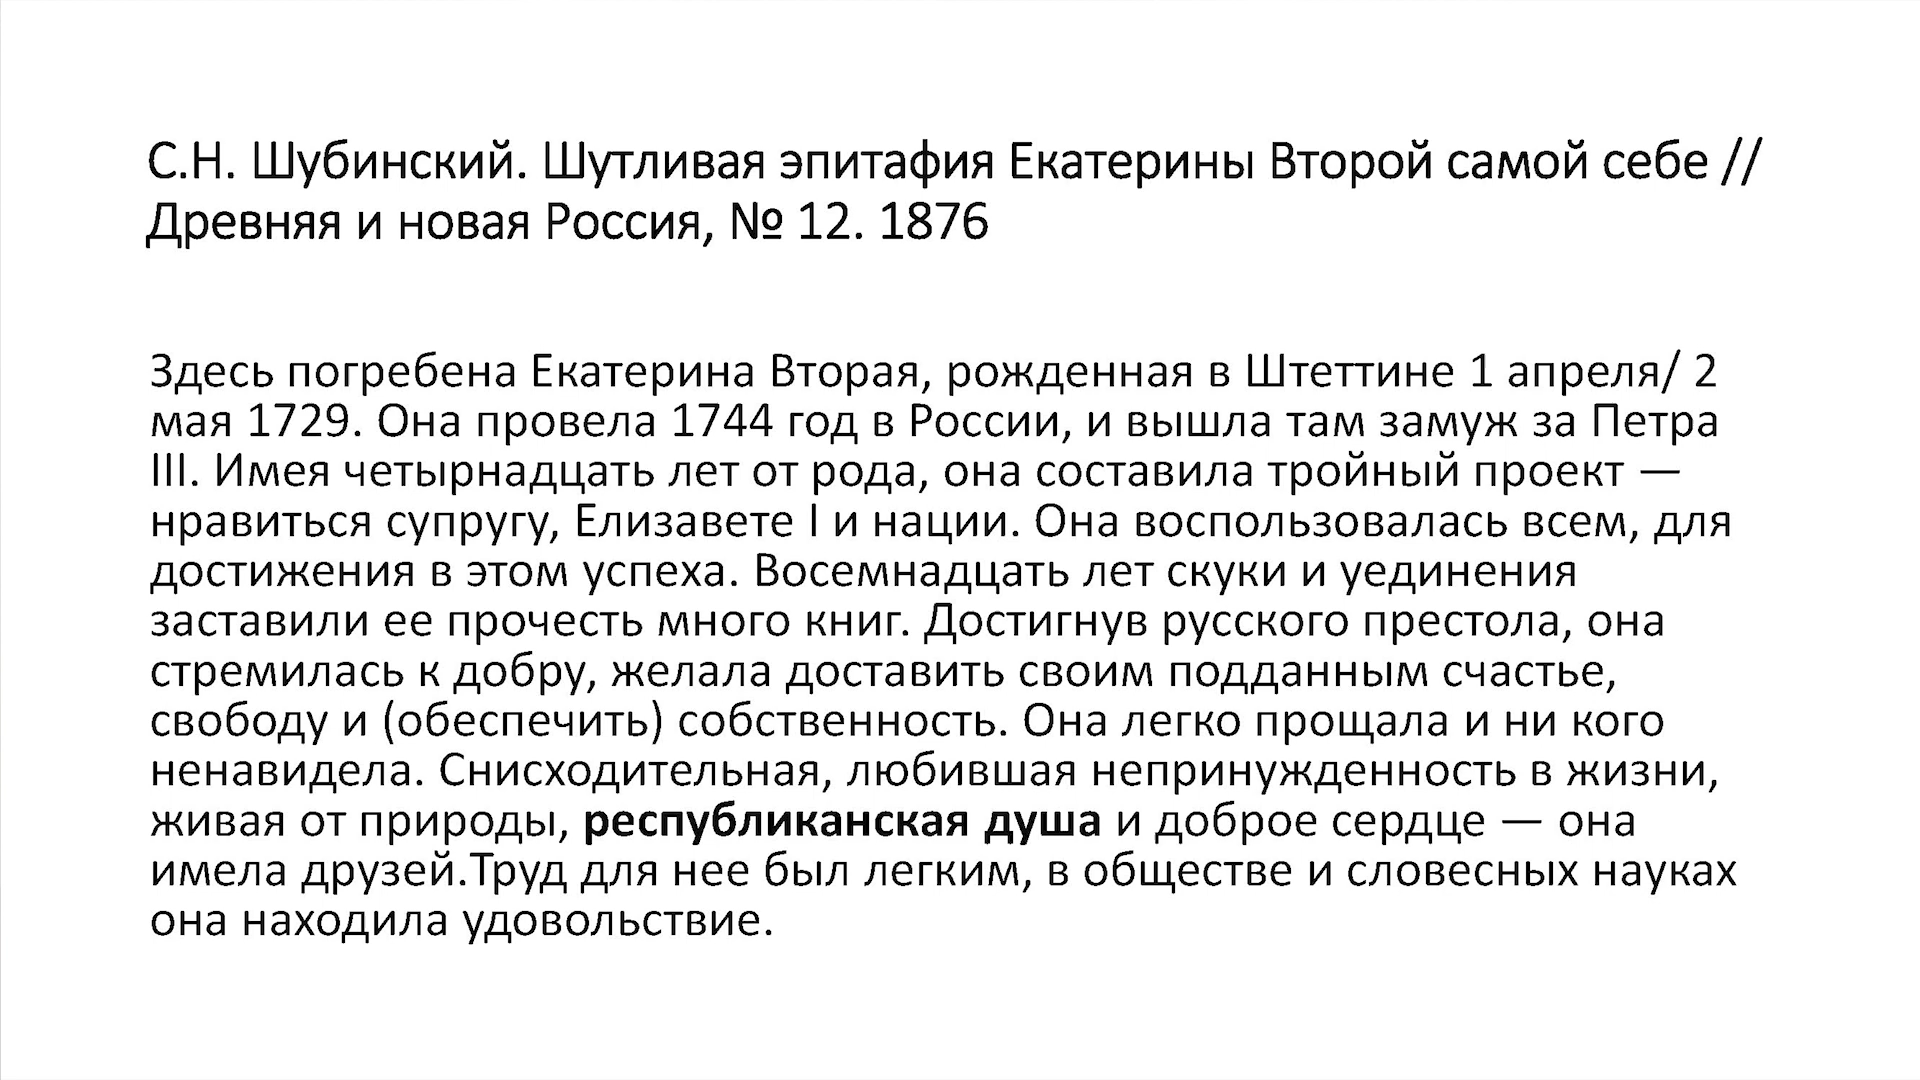 С.Н. Шубинский. Шутливая эпитафия Екатерины Второй самой себе //
Древняя и новая Россия, № 12. 1876
Здесь погребена Екатерина Вторая, рожденная в Штеттине 1 апреля/ 2
мая 1729. Она провела 1744 год в России, и вышла там замуж за Петра
III. Имея четырнадцать лет от рода, она составила тройный проект —
нравиться супругу, Елизавете I и нации. Она воспользовалась всем, для
достижения в этом успеха. Восемнадцать лет скуки и уединения
заставили ее прочесть много книг. Достигнув русского престола, она
стремилась к добру, желала доставить своим подданным счастье,
свободу и (обеспечить) собственность. Она легко прощала и ни кого
ненавидела. Снисходительная, любившая непринужденность в жизни,
живая от природы, республиканская душа и доброе сердце — она
имела друзей.Труд для нее был легким, в обществе и словесных науках
она находила удовольствие.